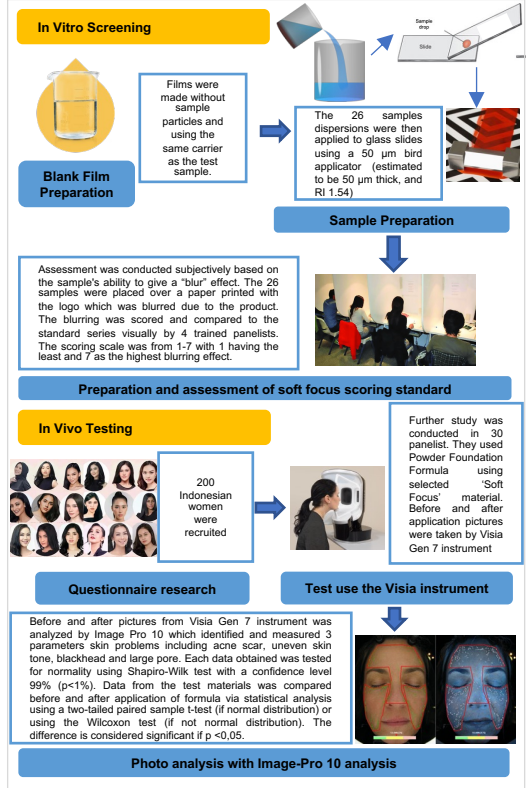 In Vitro Screening
Sample
drop
Slide
Films were
made without
sample
particles and
using the
same carrier
as the test
sample.
Blank Film
Preparation
The 26 samples
dispersions were then
applied to glass slides
using a 50 μm bird
applicator (estimated
to be 50 μm thick, and
RI 1.54)
Sample Preparation
Assessment was conducted subjectively based on
the sample's ability to give a “blur” effect. The 26
samples were placed over a paper printed with
the logo which was blurred due to the product.
The blurring was scored and compared to the
standard series visually by 4 trained panelists.
The scoring scale was from 1-7 with 1 having the
least and 7 as the highest blurring effect.
Preparation and assessment of soft focus scoring standard
In Vivo Testing
200
Indonesian
women
were
recruited
Further study was
conducted in 30
panelist. They used
Powder Foundation
Formula using
selected ‘Soft
Focus’ material.
Before and after
application pictures
were taken by Visia
Gen 7 instrument
Questionnaire research
Test use the Visia instrument
Before and after pictures from Visia Gen 7 instrument was
analyzed by Image Pro 10 which identified and measured 3
parameters skin problems including acne scar, uneven skin
tone, blackhead and large pore. Each data obtained was tested
for normality using Shapiro-Wilk test with a confidence level
99% (p<1%). Data from the test materials was compared
before and after application of formula via statistical analysis
using a two-tailed paired sample t-test (if normal distribution) or
using the Wilcoxon test (if not normal distribution). The
difference is considered significant if p <0,05.
Photo analysis with Image-Pro 10 analysis